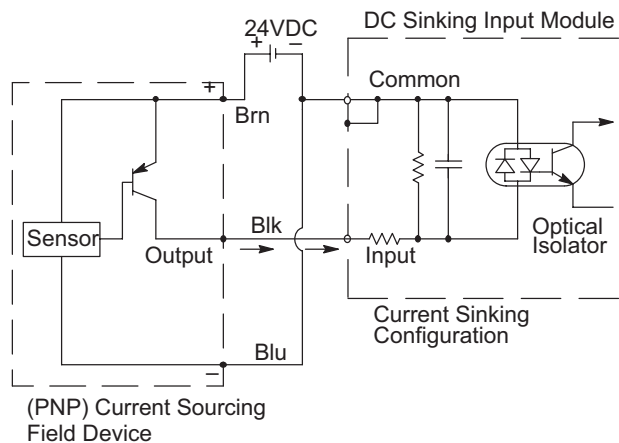 24VDC
DC Sinking Input Module
+ −
Common
+
Brn
Sensor
Blk
Output
Input
Optical
Isolator
Current Sinking
Configuration
Blu
−
(PNP) Current Sourcing
Field Device